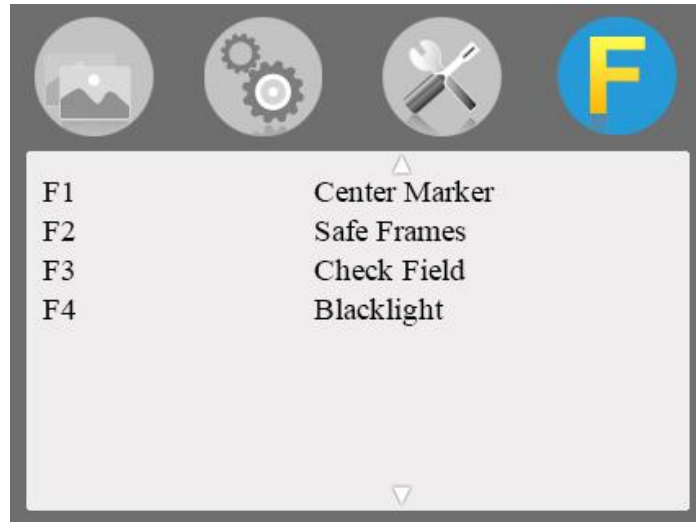 F
F1 Center Marker
F2 Safe Frames
F3 Check Field
F4 Blacklight